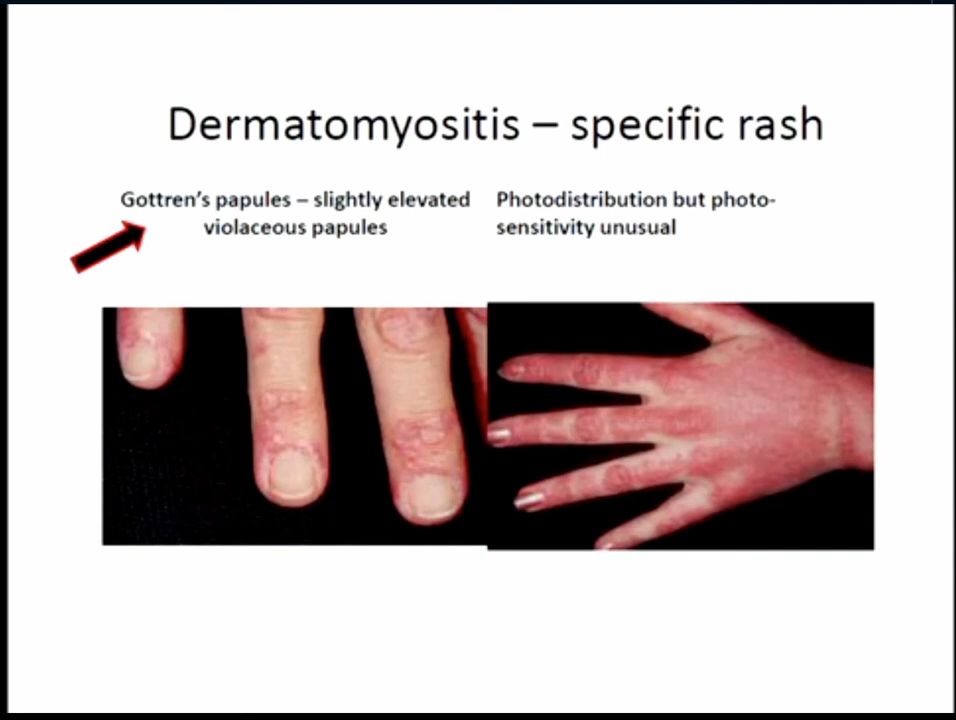 Dermatomyositis – specific rash
Gottren's papules – slightly elevated
violaceous papules
Photodistribution but photo-
sensitivity unusual